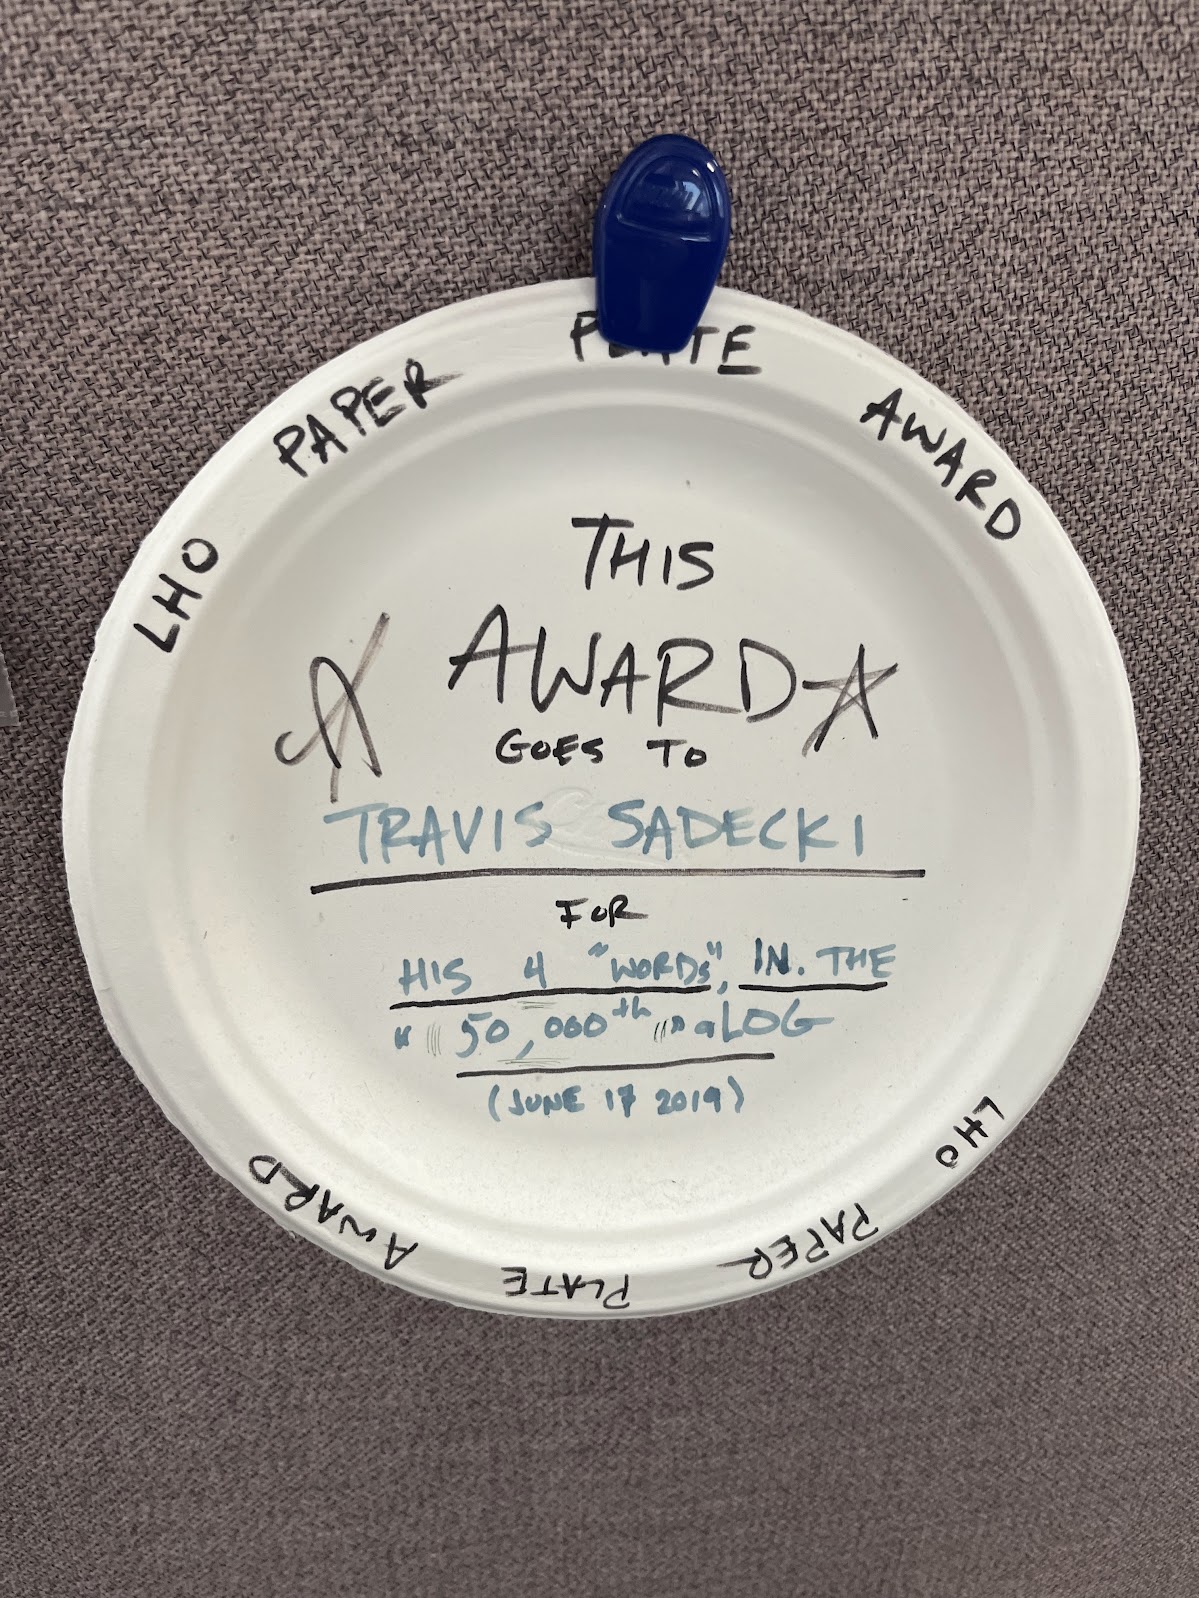 LHO PAPER PLATE AWARD
THIS
AWARD
GOES TO
TRAVIS SADECKI
FOR
HIS 4 "WORDS", IN. THE
" 50,000th " aLOG
(JUNE 17 2019)
LHO PAPER PLATE AWARD